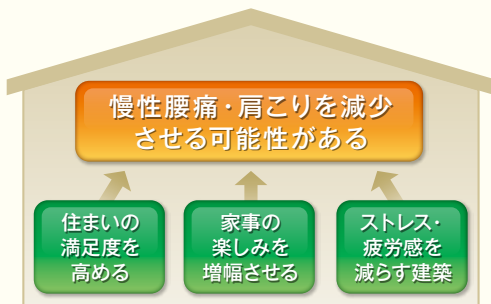 慢性腰痛・肩こりを減少
させる可能性がある
住まいの
満足度を
高める
家事の
楽しみを
増幅させる
ストレス・
疲労感を
減らす建築